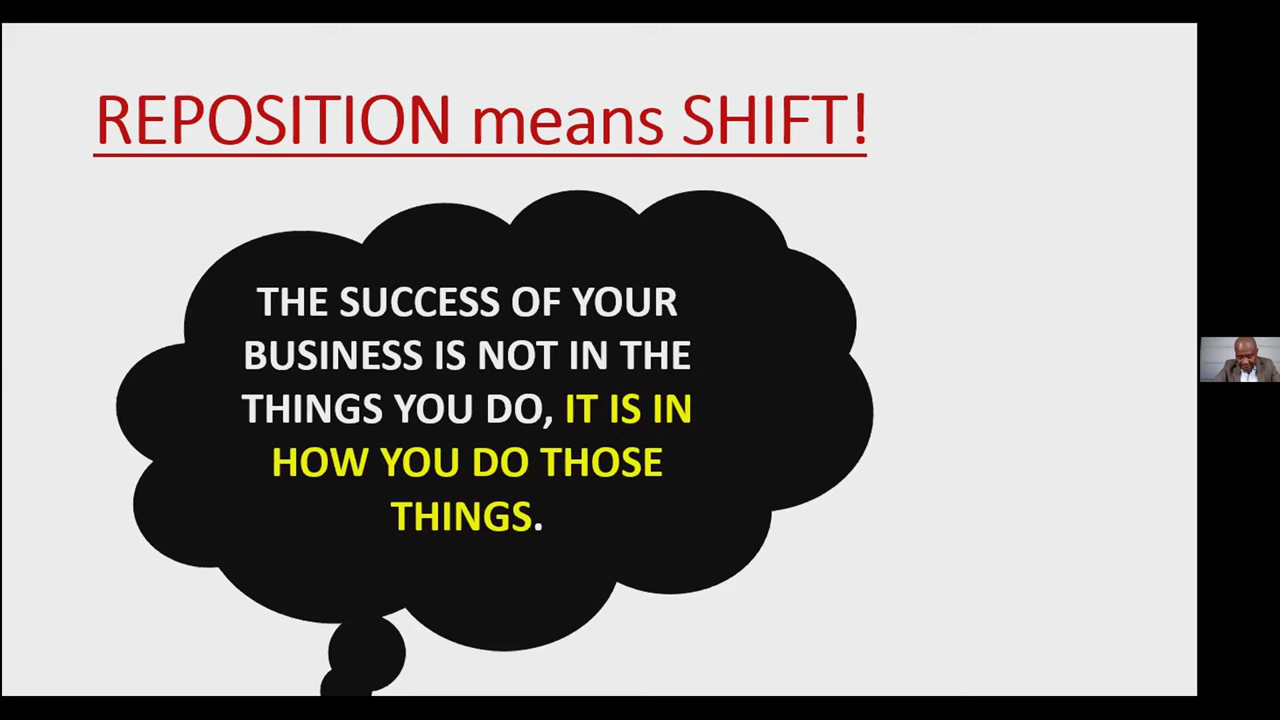 REPOSITION means SHIFT!
THE SUCCESS OF YOUR
BUSINESS IS NOT IN THE
THINGS YOU DO, IT IS IN
HOW YOU DO THOSE
THINGS.